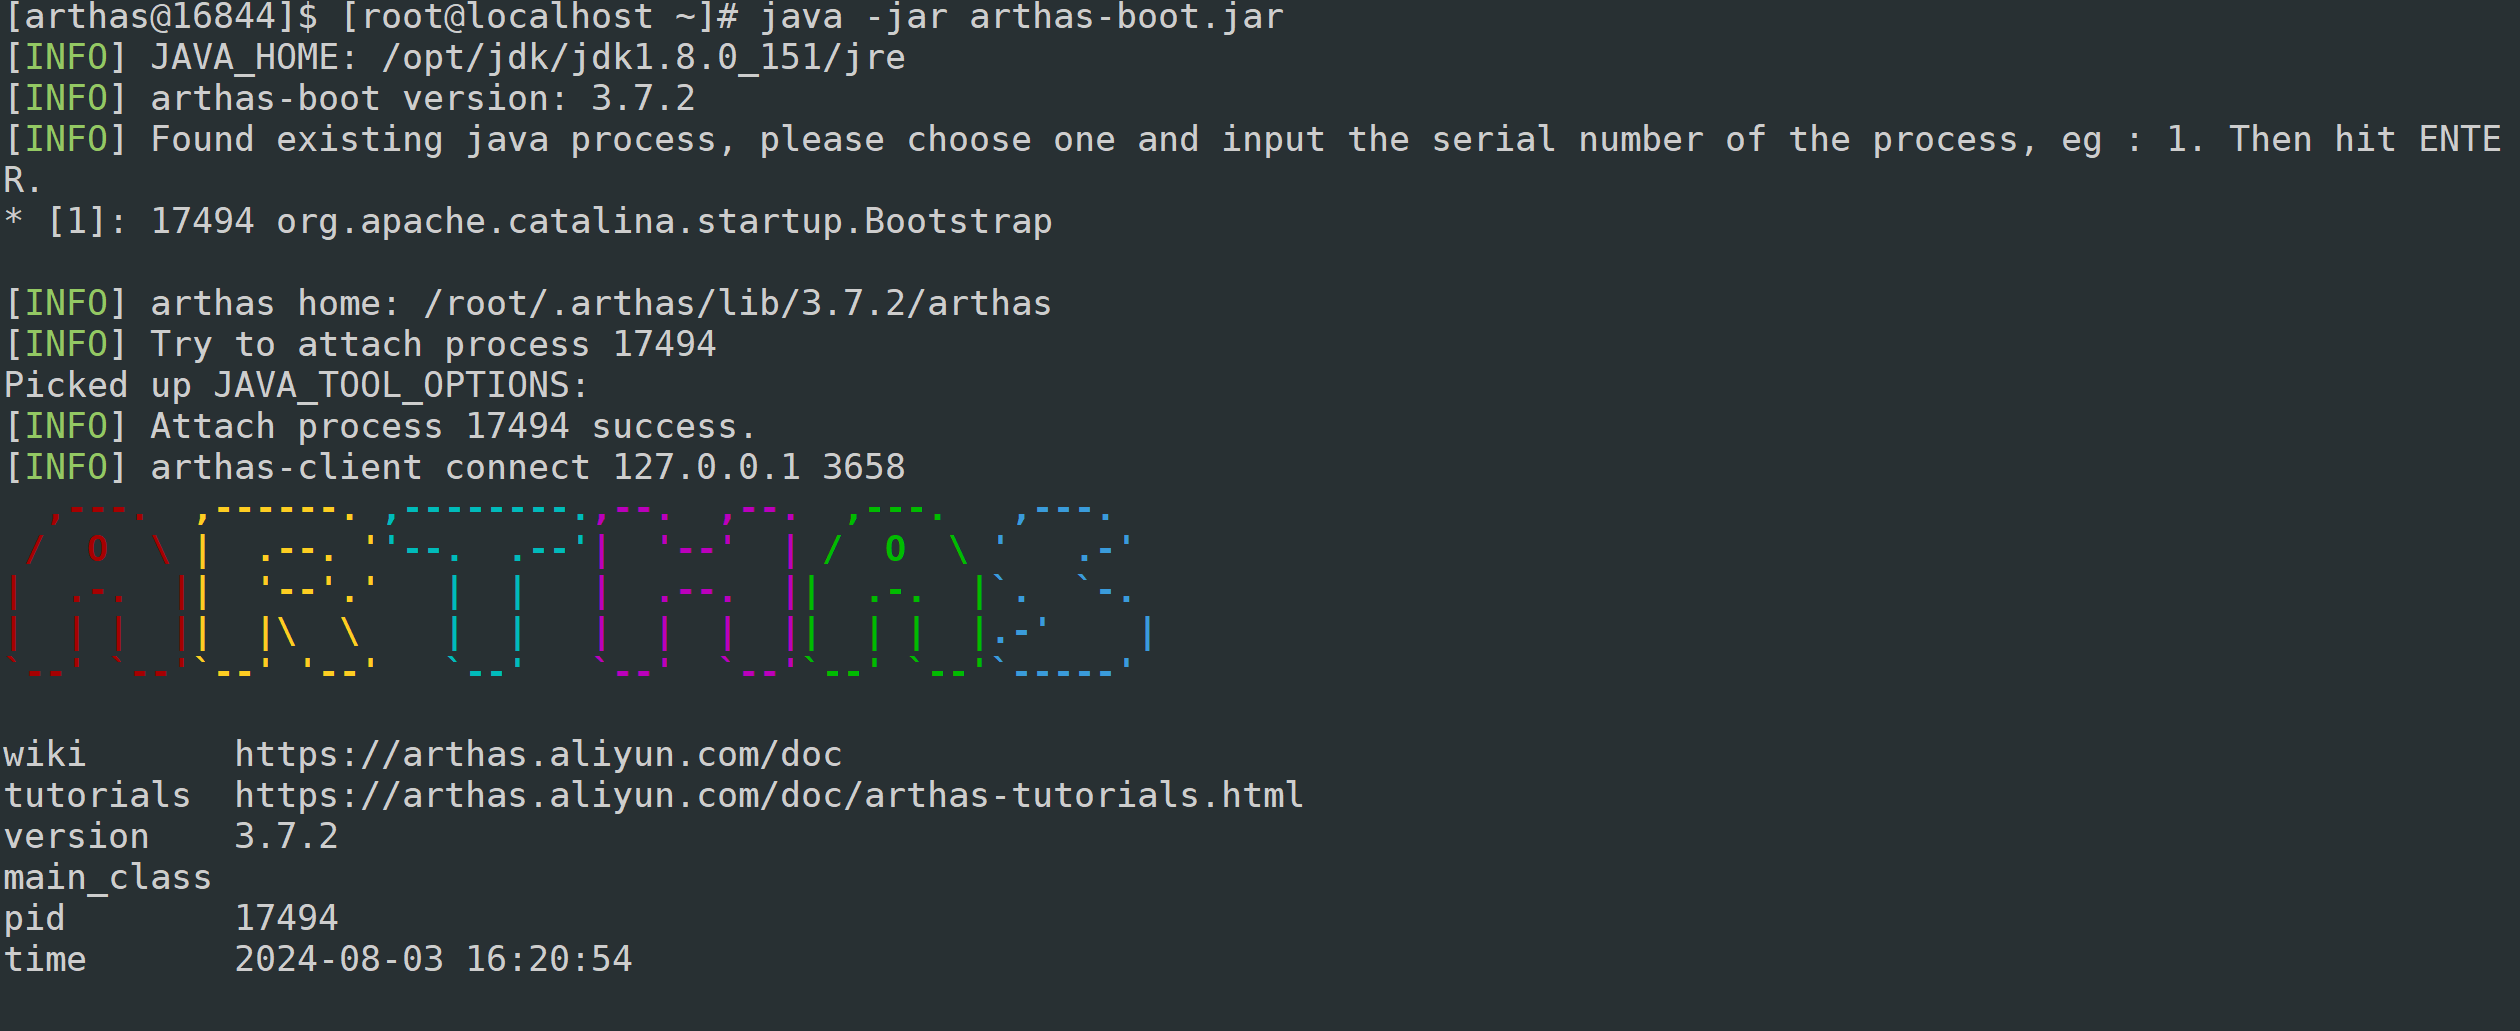 [arthas@16844]$ [root@localhost ~]# java -jar arthas-boot.jar
[INFO] JAVA_HOME: /opt/jdk/jdk1.8.0_151/jre
[INFO] arthas-boot version: 3.7.2
[INFO] Found existing java process, please choose one and input the serial number of the process, eg : 1. Then hit ENTE
R.
* [1]: 17494 org.apache.catalina.startup.Bootstrap
[INFO] arthas home: /root/.arthas/lib/3.7.2/arthas
[INFO] Try to attach process 17494
Picked up JAVA_TOOL_OPTIONS:
[INFO] Attach process 17494 success.
[INFO] arthas-client connect 127.0.0.1 3658
ARTHAS
wiki       https://arthas.aliyun.com/doc
tutorials  https://arthas.aliyun.com/doc/arthas-tutorials.html
version    3.7.2
main_class
pid        17494
time       2024-08-03 16:20:54